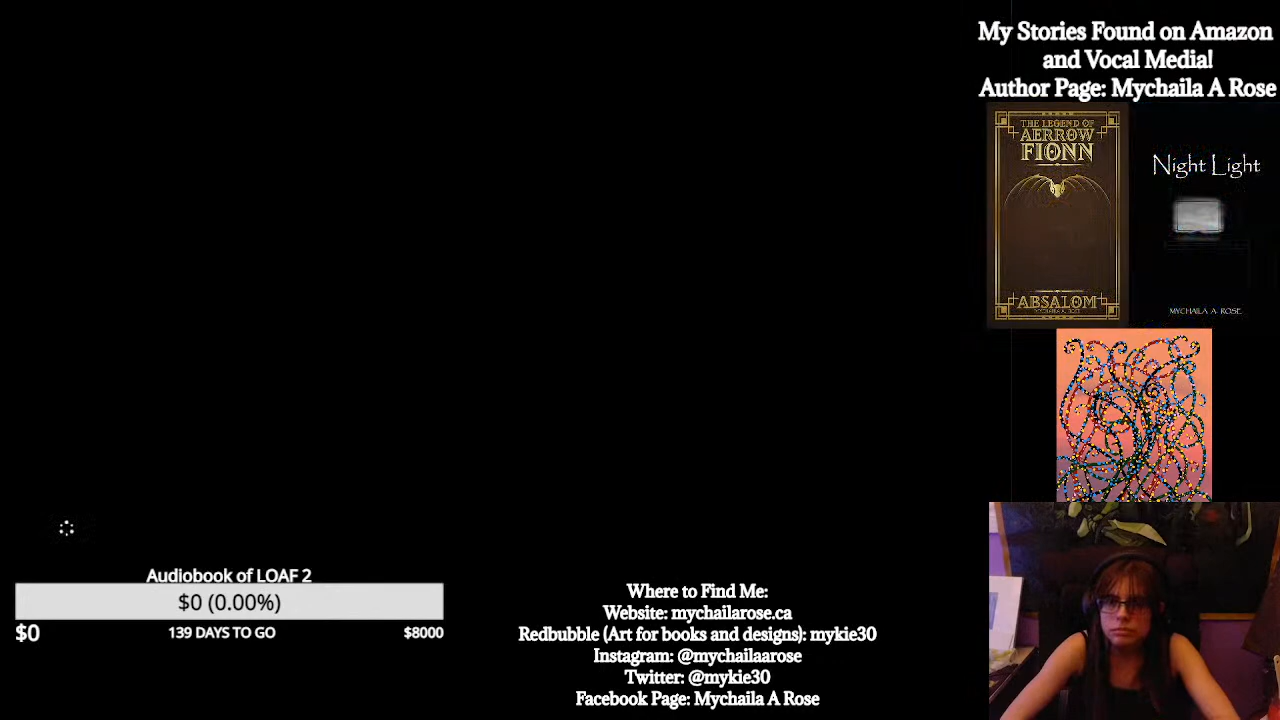 My Stories Found on Amazon
and Vocal Media!
Author Page: Mychaila A Rose
THE LEGEND OF
AERROW
FIONN
ABSALOM
MYCHAILA A. ROSE
Night Light
MYCHAILA A ROSE
Audiobook of LOAF 2
$0 (0.00%)
$0
139 DAYS TO GO
$8000
Where to Find Me:
Website: mychailarose.ca
Redbubble (Art for books and designs): mykie30
Instagram: @mychailaarose
Twitter: @mykie30
Facebook Page: Mychaila A Rose